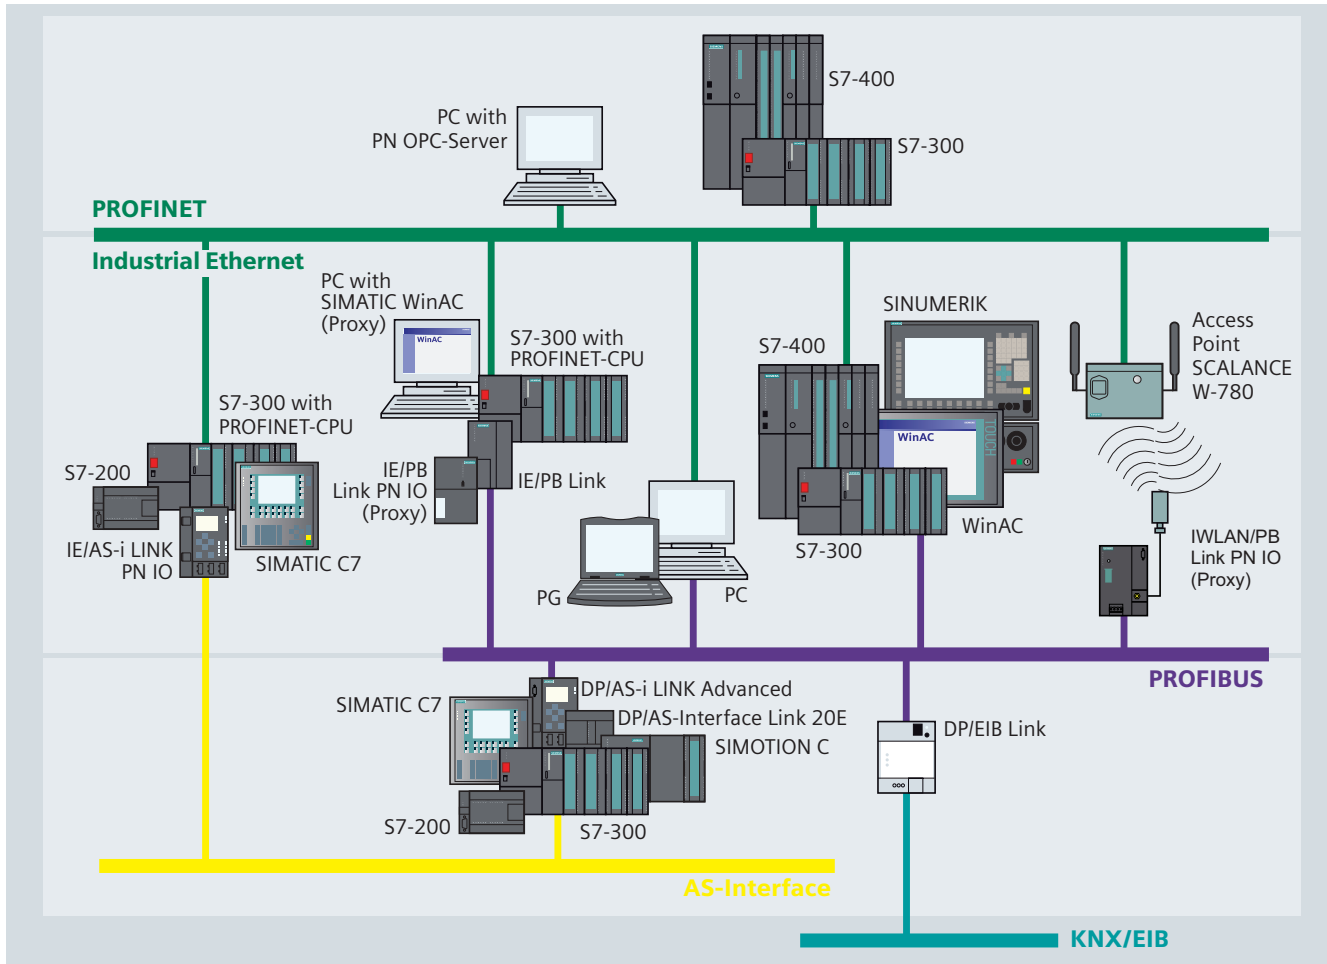 S7-400
PC with
PN OPC-Server
S7-300
PROFINET
Industrial Ethernet
PC with
SIMATIC WinAC
(Proxy)
WinAC
S7-300 with
PROFINET-CPU
SINUMERIK
S7-400
Access
Point
SCALANCE
W-780
S7-300 with
PROFINET-CPU
S7-200
IE/PB
Link PN IO
(Proxy)
IE/PB Link
WinAC
TOUCH
WinAC
S7-300
IE/AS-i LINK
PN IO
SIMATIC C7
PG
PC
IWLAN/PB
Link PN IO
(Proxy)
PROFIBUS
SIMATIC C7
DP/AS-i LINK Advanced
DP/AS-Interface Link 20E
SIMOTION C
DP/EIB Link
S7-200
S7-300
AS-Interface
KNX/EIB